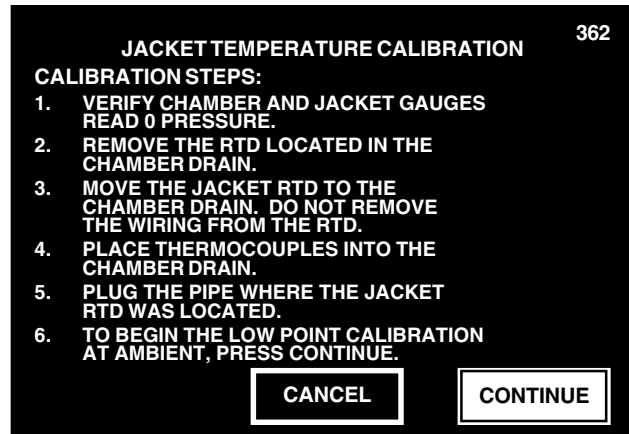 362
JACKET TEMPERATURE CALIBRATION
CALIBRATION STEPS:
1. VERIFY CHAMBER AND JACKET GAUGES
READ 0 PRESSURE.
2. REMOVE THE RTD LOCATED IN THE
CHAMBER DRAIN.
3. MOVE THE JACKET RTD TO THE
CHAMBER DRAIN. DO NOT REMOVE
THE WIRING FROM THE RTD.
4. PLACE THERMOCOUPLES INTO THE
CHAMBER DRAIN.
5. PLUG THE PIPE WHERE THE JACKET
RTD WAS LOCATED.
6. TO BEGIN THE LOW POINT CALIBRATION
AT AMBIENT, PRESS CONTINUE.
CANCEL CONTINUE